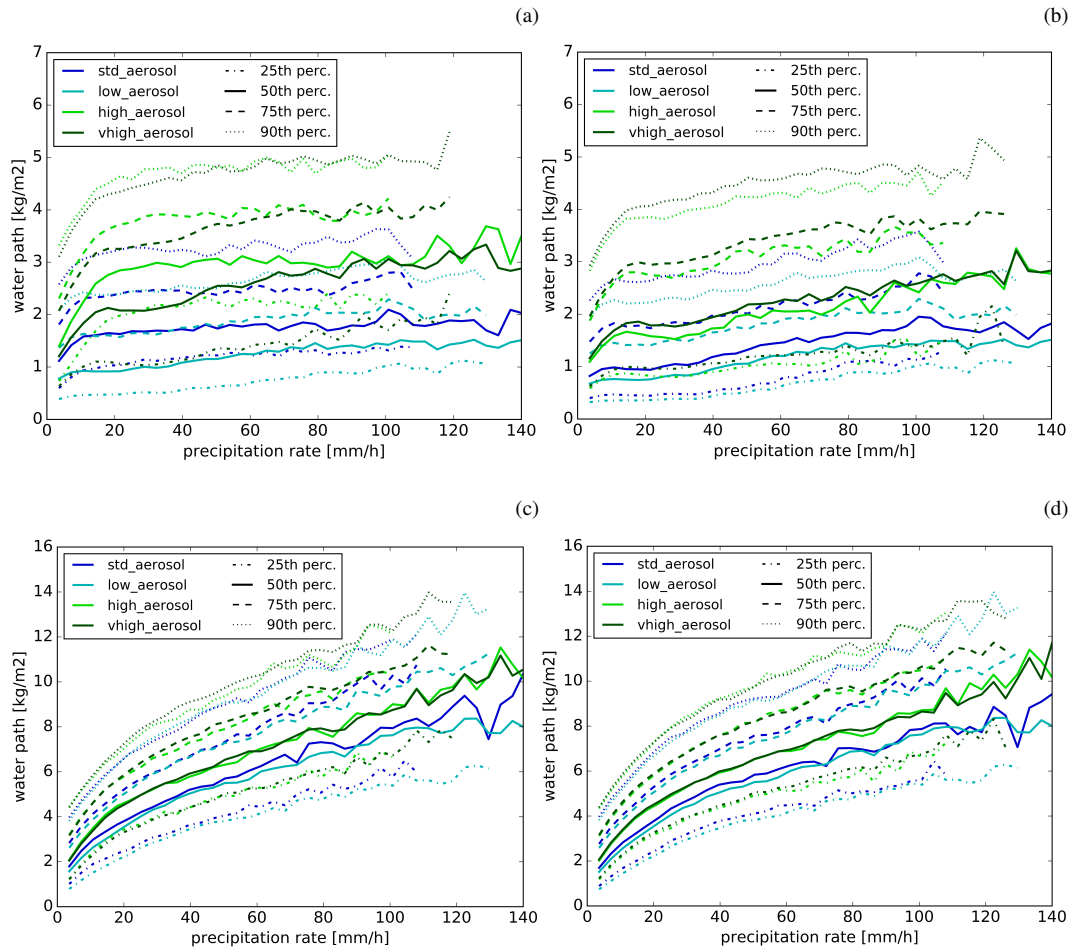 (a)
(b)
7
6
5
4
3
2
1
0
water path [kg/m2]
std_aerosol
low_aerosol
high_aerosol
vhigh_aerosol
25th perc.
50th perc.
75th perc.
90th perc.
0 20 40 60 80 100 120 140
precipitation rate [mm/h]
7
6
5
4
3
2
1
0
water path [kg/m2]
std_aerosol
low_aerosol
high_aerosol
vhigh_aerosol
25th perc.
50th perc.
75th perc.
90th perc.
0 20 40 60 80 100 120 140
precipitation rate [mm/h]
(c)
(d)
16
14
12
10
8
6
4
2
0
water path [kg/m2]
std_aerosol
low_aerosol
high_aerosol
vhigh_aerosol
25th perc.
50th perc.
75th perc.
90th perc.
0 20 40 60 80 100 120 140
precipitation rate [mm/h]
16
14
12
10
8
6
4
2
0
water path [kg/m2]
std_aerosol
low_aerosol
high_aerosol
vhigh_aerosol
25th perc.
50th perc.
75th perc.
90th perc.
0 20 40 60 80 100 120 140
precipitation rate [mm/h]